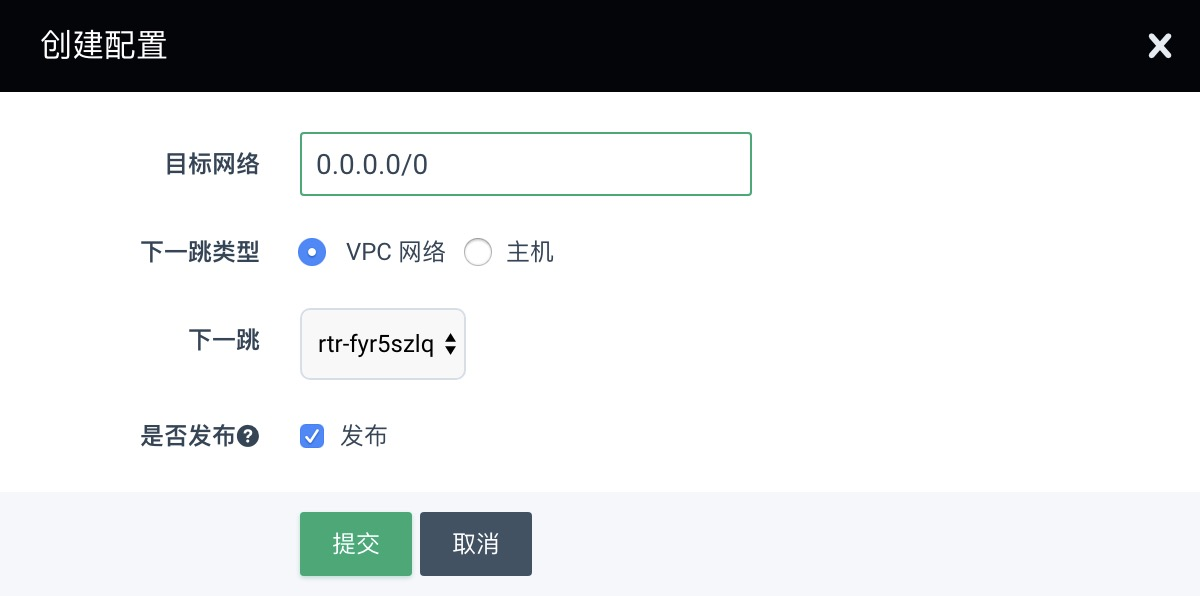 创建配置
目标网络 0.0.0.0/0
下一跳类型 VPC 网络 主机
下一跳 rtr-fyr5szlq
是否发布? 发布
提交 取消